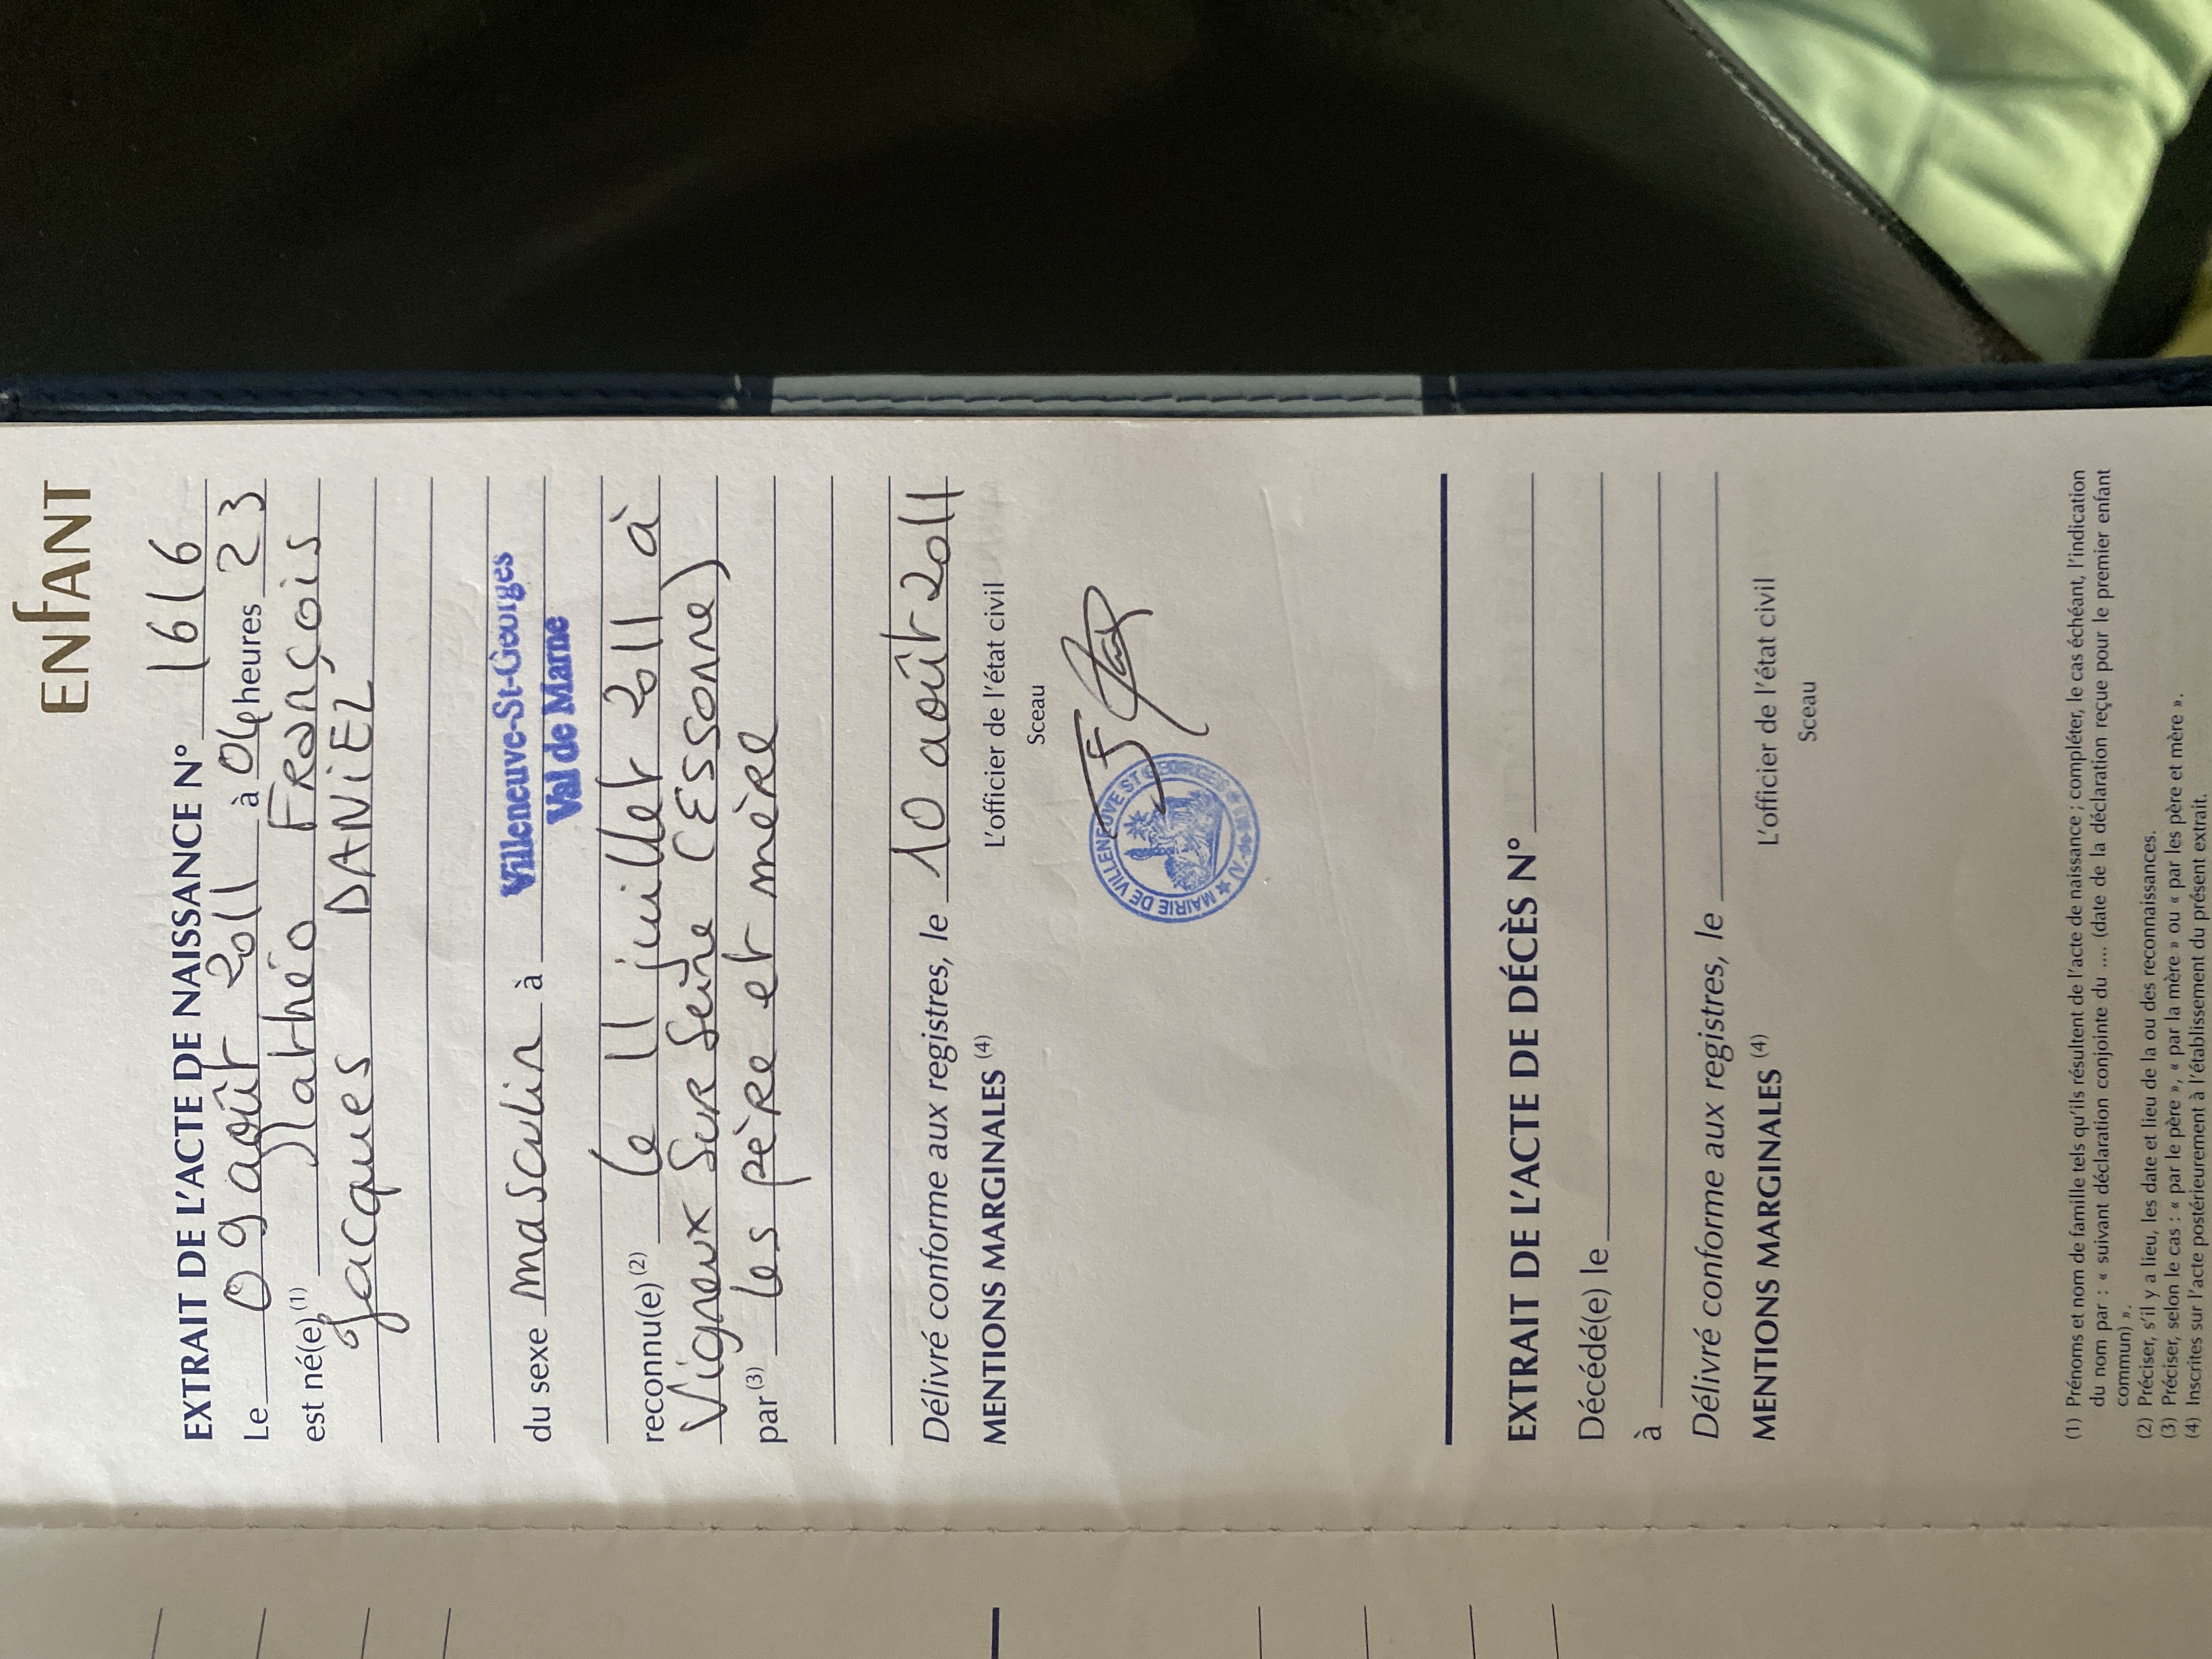 ENFANT
EXTRAIT DE L'ACTE DE NAISSANCE N° 1616
Le 09 août 2011 à 04 heures 23
est né(e) (1) Mathéo François
Jacques DANIEL
du sexe masculin à Villeneuve-St-Georges
Val de Marne
reconnu(e) (2) le 11 juillet 2011 à
Vigneux sur Seine (Essonne)
par (3) les père et mère
Délivré conforme aux registres, le 10 août 2011
MENTIONS MARGINALES (4)
L'officier de l'état civil
Sceau
MAIRIE DE VILLENEUVE ST GEORGES
EXTRAIT DE L'ACTE DE DÉCÈS N°
Décédé(e) le
à
Délivré conforme aux registres, le
MENTIONS MARGINALES (4)
L'officier de l'état civil
Sceau
(1) Prénoms et nom de famille tels qu'ils résultent de l'acte de naissance ; compléter, le cas échéant, l'indication
du nom par : « suivant déclaration conjointe du .... (date de la déclaration reçue pour le premier enfant
commun) ».
(2) Préciser, s'il y a lieu, les date et lieu de la ou des reconnaissances.
(3) Préciser, selon le cas : « par le père », « par la mère » ou « par les père et mère ».
(4) Inscrites sur l'acte postérieurement à l'établissement du présent extrait.